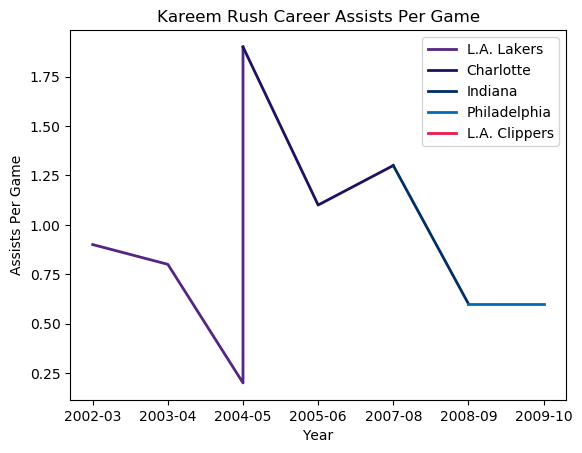 Kareem Rush Career Assists Per Game
L.A. Lakers
Charlotte
Indiana
Philadelphia
L.A. Clippers
Assists Per Game
1.75
1.50
1.25
1.00
0.75
0.50
0.25
2002-03 2003-04 2004-05 2005-06 2007-08 2008-09 2009-10
Year